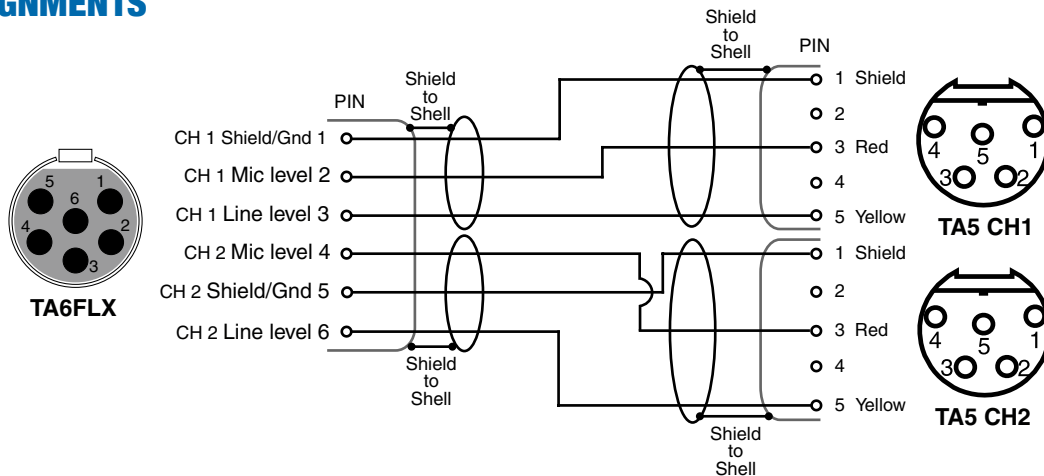 GNMENTS
Shield
to
Shell
PIN
Shield
to
Shell
PIN
CH 1 Shield/Gnd 1
CH 1 Mic level 2
CH 1 Line level 3
CH 2 Mic level 4
CH 2 Shield/Gnd 5
CH 2 Line level 6
Shield
to
Shell
1 Shield
2
3 Red
4
5 Yellow
1 Shield
2
3 Red
4
5 Yellow
Shield
to
Shell
5
1
6
4
2
3
TA6FLX
4
5
1
3
2
TA5 CH1
4
5
1
3
2
TA5 CH2